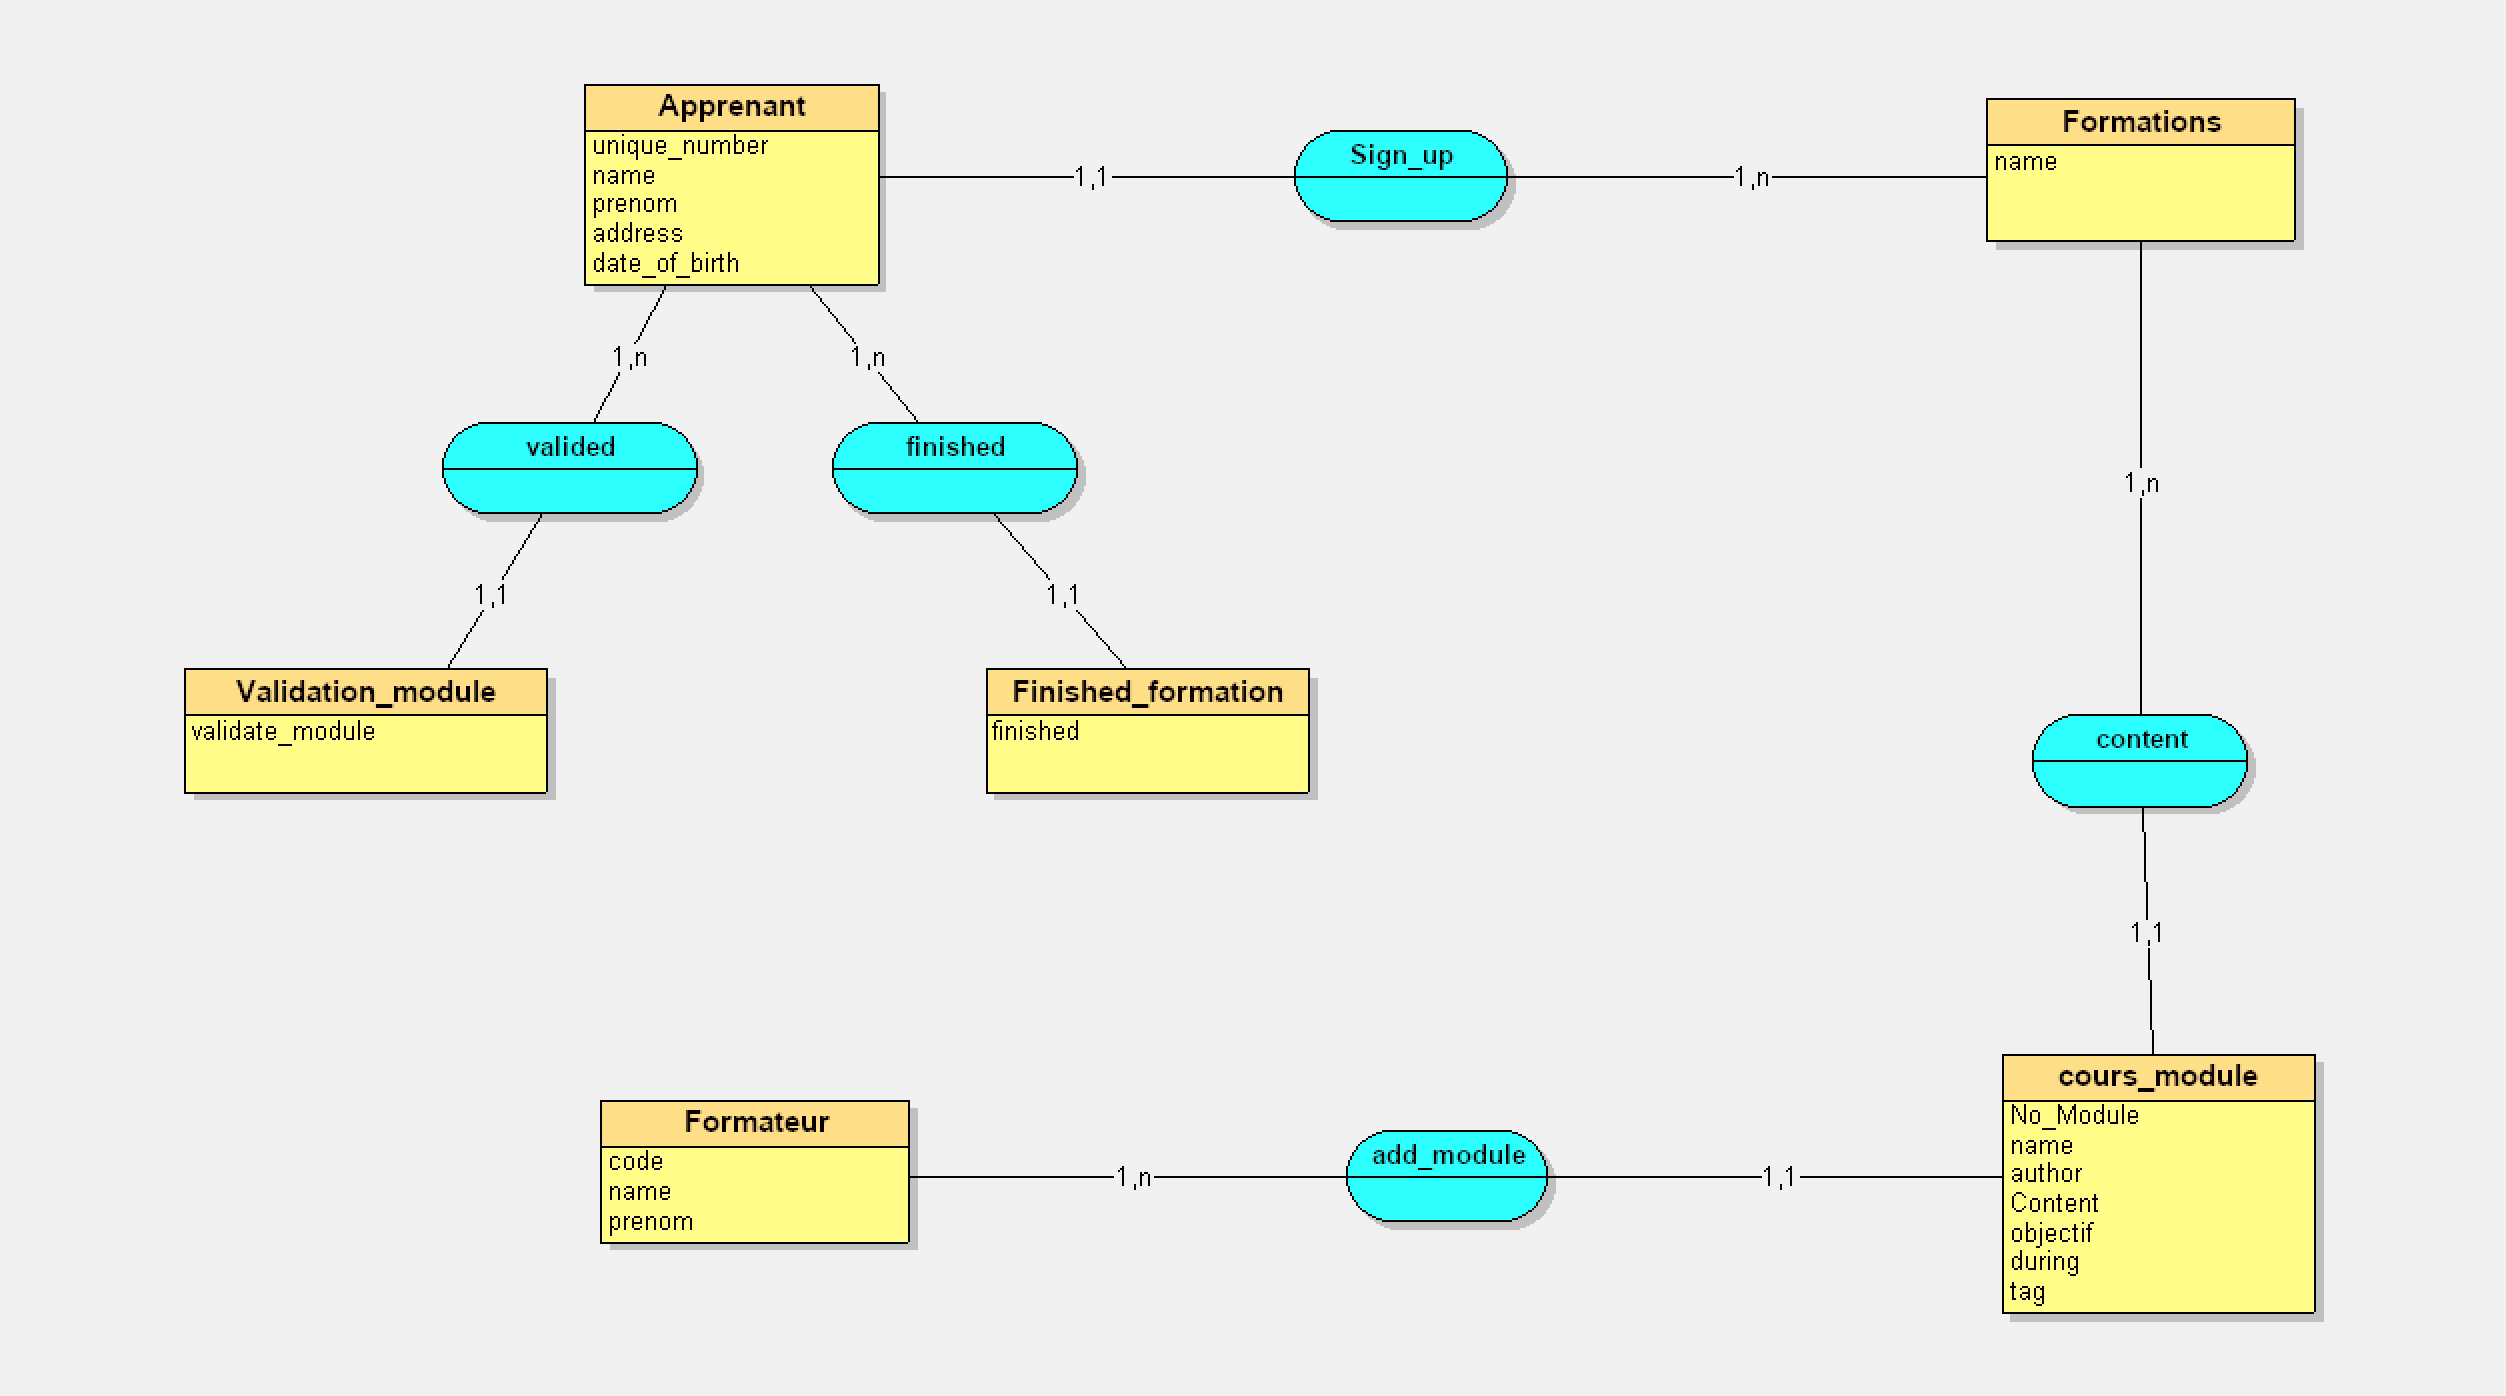 Apprenant
unique_number
name
prenom
address
date_of_birth
1,1
Sign_up
1,n
Formations
name
1,n
1,n
valided
finished
1,n
1,1
1,1
Validation_module
validate_module
Finished_formation
finished
content
1,1
Formateur
code
name
prenom
1,n
add_module
1,1
cours_module
No_Module
name
author
Content
objectif
during
tag